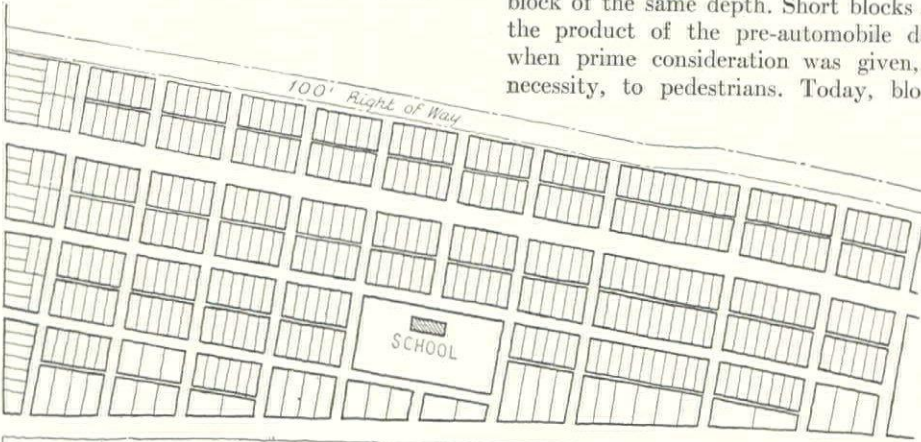 block of the same depth. Short blocks
the product of the pre-automobile d
when prime consideration was given,
necessity, to pedestrians. Today, blo
100' Right of Way
SCHOOL